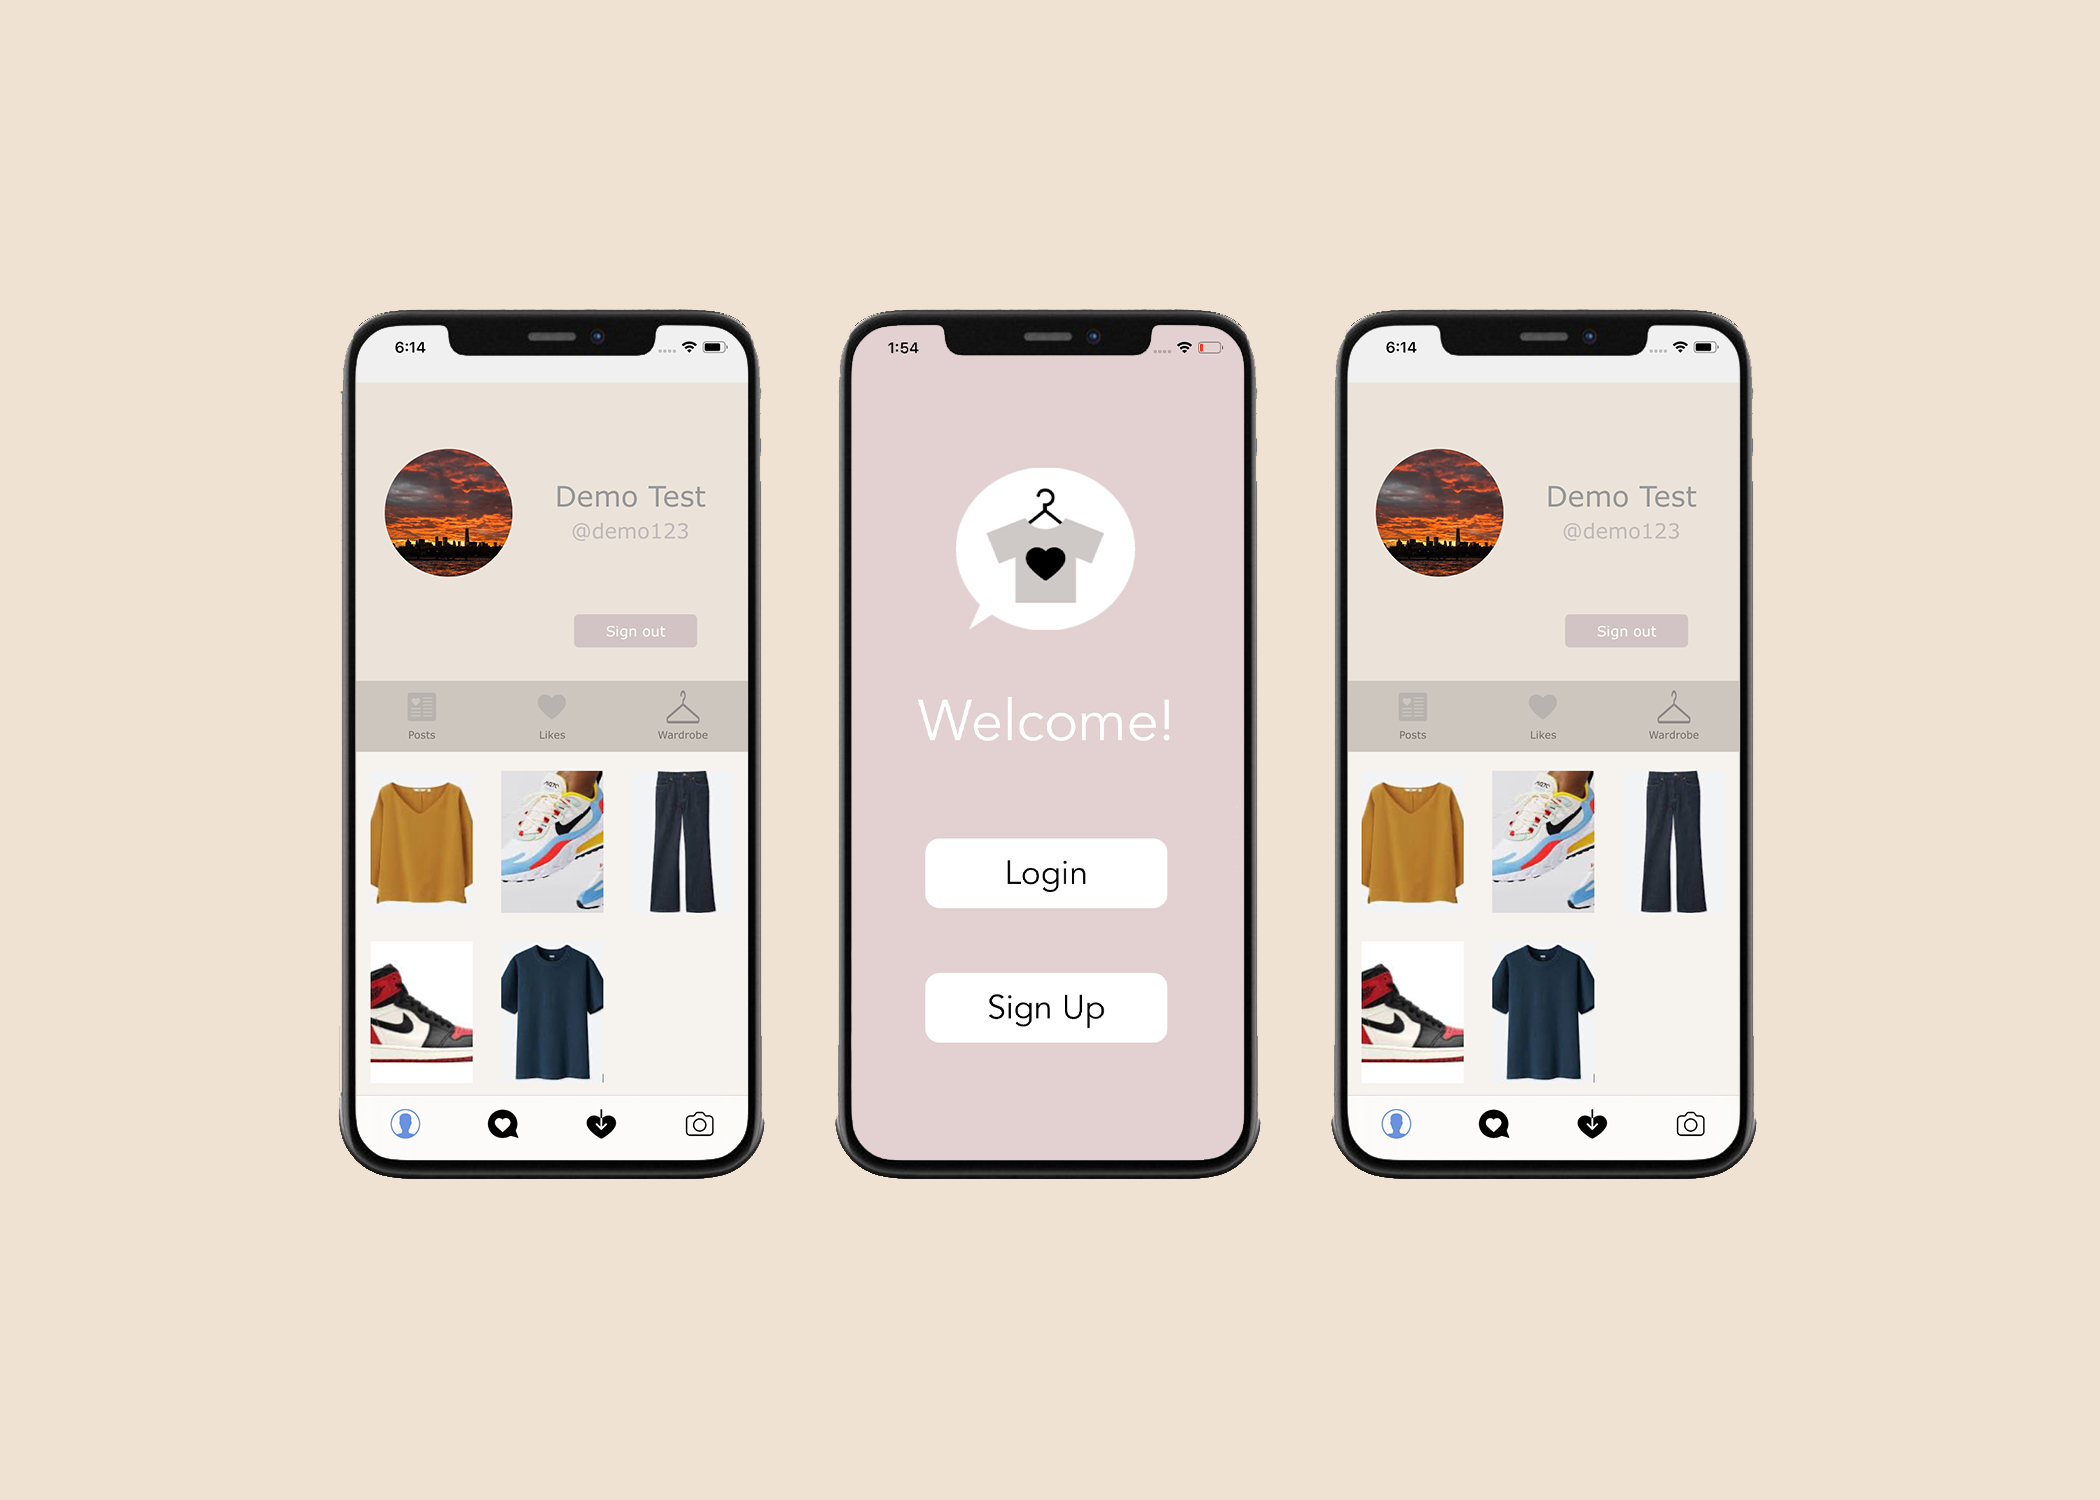 6:14
Demo Test
@demo123
Sign out
Posts Likes Wardrobe
1:54
Welcome!
Login
Sign Up
6:14
Demo Test
@demo123
Sign out
Posts Likes Wardrobe